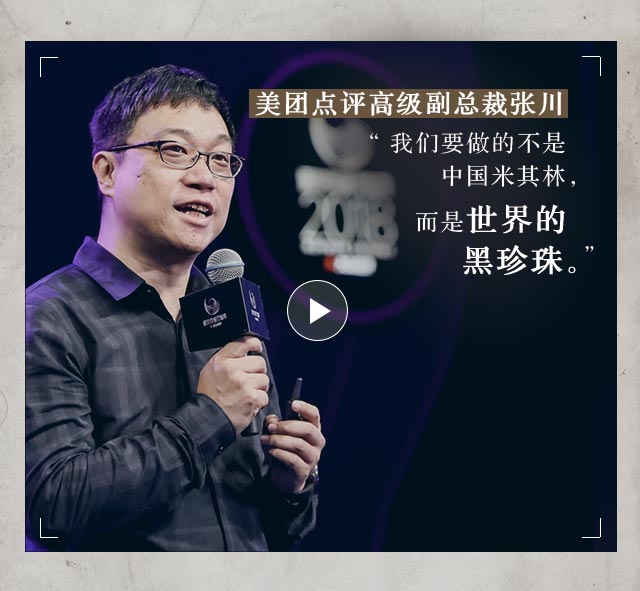 美团点评高级副总裁张川
“我们要做的不是
中国米其林，
而是世界的
黑珍珠。”
2018